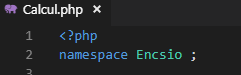 Calcul.php ×
1 <?php
2 namespace Encsio ;